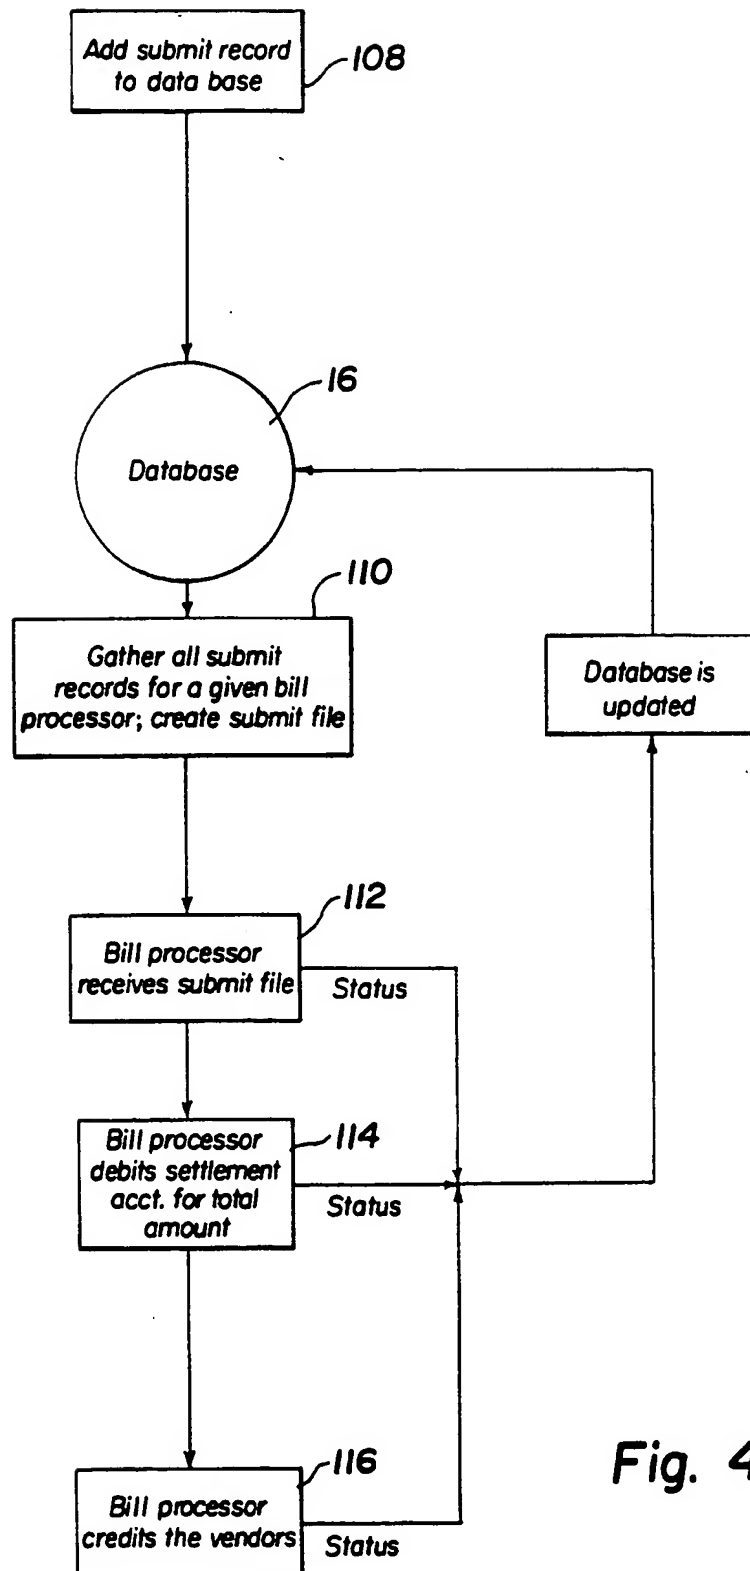 Add submit record
to data base
108
16
Database
110
Gather all submit
records for a given bill
processor; create submit file
Database is
updated
112
Bill processor
receives submit file
Status
114
Bill processor
debits settlement
acct. for total
amount
Status
116
Bill processor
credits the vendors
Status
Fig. 4